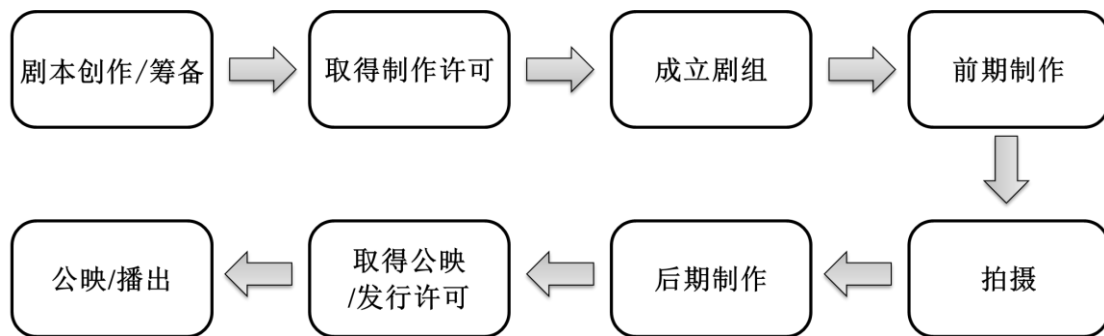 剧本创作/筹备
取得制作许可
成立剧组
前期制作
拍摄
后期制作
取得公映
/发行许可
公映/播出